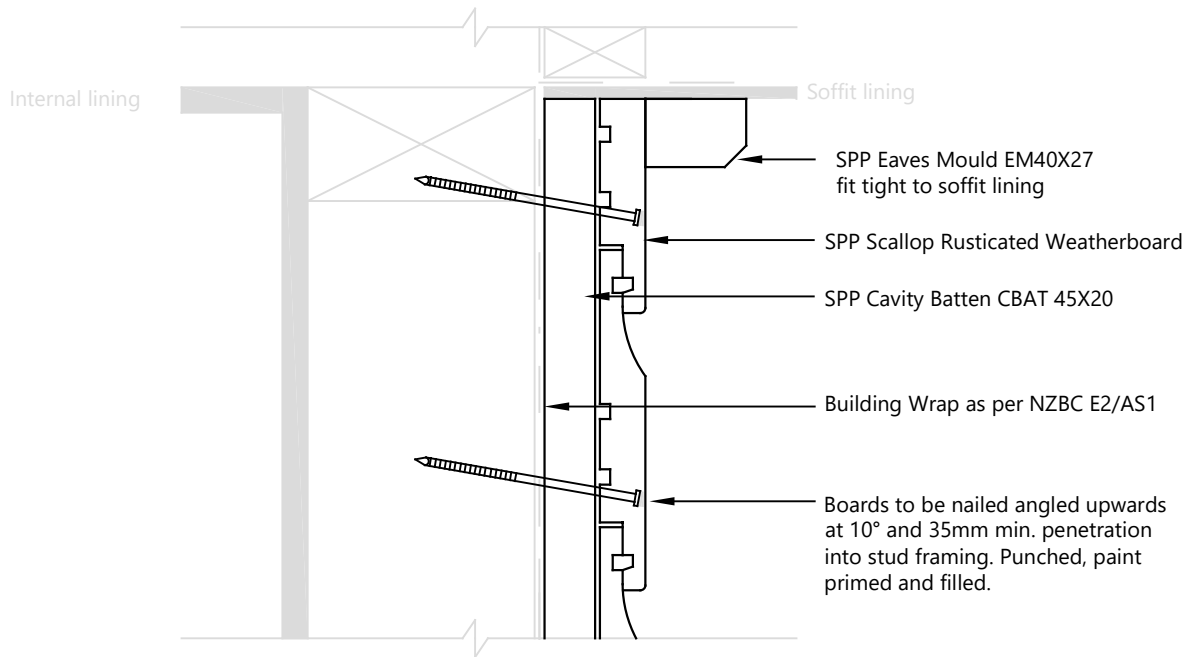 Internal lining
Soffit lining
SPP Eaves Mould EM40X27
fit tight to soffit lining
SPP Scallop Rusticated Weatherboard
SPP Cavity Batten CBAT 45X20
Building Wrap as per NZBC E2/AS1
Boards to be nailed angled upwards
at 10° and 35mm min. penetration
into stud framing. Punched, paint
primed and filled.